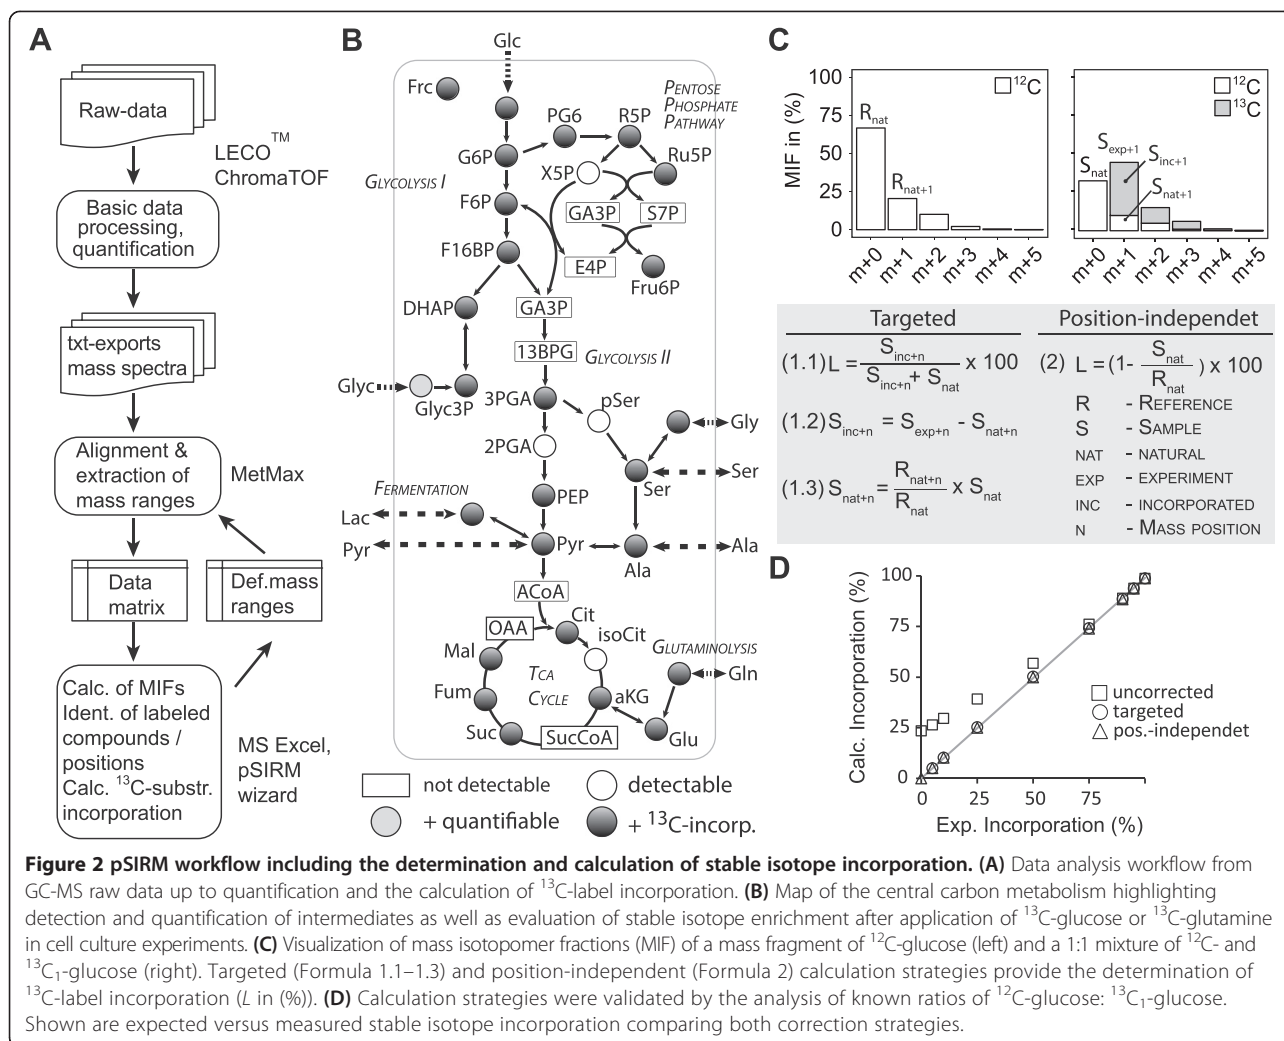 A
Raw-data
LECO™
ChromaTOF
Basic data
processing,
quantification
txt-exports
mass spectra
Alignment &
extraction of
mass ranges
MetMax
Data
matrix
Def.mass
ranges
Calc. of MIFs
Ident. of labeled
compounds /
positions
Calc. 13C-substr.
incorporation
MS Excel,
pSIRM
wizard
B
Glc
Frc
PENTOSE
PHOSPHATE
PATHWAY
PG6
R5P
G6P
Ru5P
X5P
GLYCOLYSIS I
F6P
GA3P
S7P
F16BP
E4P
Fru6P
DHAP
GA3P
13BPG
GLYCOLYSIS II
Glyc
Glyc3P
3PGA
pSer
Gly
2PGA
Ser
Ser
FERMENTATION
PEP
Lac
Pyr
Pyr
Ala
Ala
ACoA
Cit
OAA
isoCit
GLUTAMINOLYSIS
Mal
TCA
CYCLE
Gln
Fum
aKG
Suc
SucCoA
Glu
not detectable
detectable
+ quantifiable
+ 13C-incorp.
C
MIF in (%)
100
75
50
25
0
12C
Rnat
Rnat+1
m+0
m+1
m+2
m+3
m+4
m+5
12C
13C
Snat
Sexp+1
Sinc+1
Snat+1
m+0
m+1
m+2
m+3
m+4
m+5
Targeted
(1.1) L = Sinc+n / Sinc+n + Snat x 100
(1.2) Sinc+n = Sexp+n - Snat+n
(1.3) Snat+n = Rnat+n / Rnat x Snat
Position-independet
(2) L = (1- Snat / Rnat ) x 100
R - REFERENCE
S - SAMPLE
NAT - NATURAL
EXP - EXPERIMENT
INC - INCORPORATED
N - MASS POSITION
D
Calc. Incorporation (%)
100
75
50
25
0
0
25
50
75
100
Exp. Incorporation (%)
uncorrected
targeted
pos.-independet
Figure 2 pSIRM workflow including the determination and calculation of stable isotope incorporation. (A) Data analysis workflow from
GC-MS raw data up to quantification and the calculation of 13C-label incorporation. (B) Map of the central carbon metabolism highlighting
detection and quantification of intermediates as well as evaluation of stable isotope enrichment after application of 13C-glucose or 13C-glutamine
in cell culture experiments. (C) Visualization of mass isotopomer fractions (MIF) of a mass fragment of 12C-glucose (left) and a 1:1 mixture of 12C- and
13C1-glucose (right). Targeted (Formula 1.1–1.3) and position-independent (Formula 2) calculation strategies provide the determination of
13C-label incorporation (L in (%)). (D) Calculation strategies were validated by the analysis of known ratios of 12C-glucose: 13C1-glucose.
Shown are expected versus measured stable isotope incorporation comparing both correction strategies.